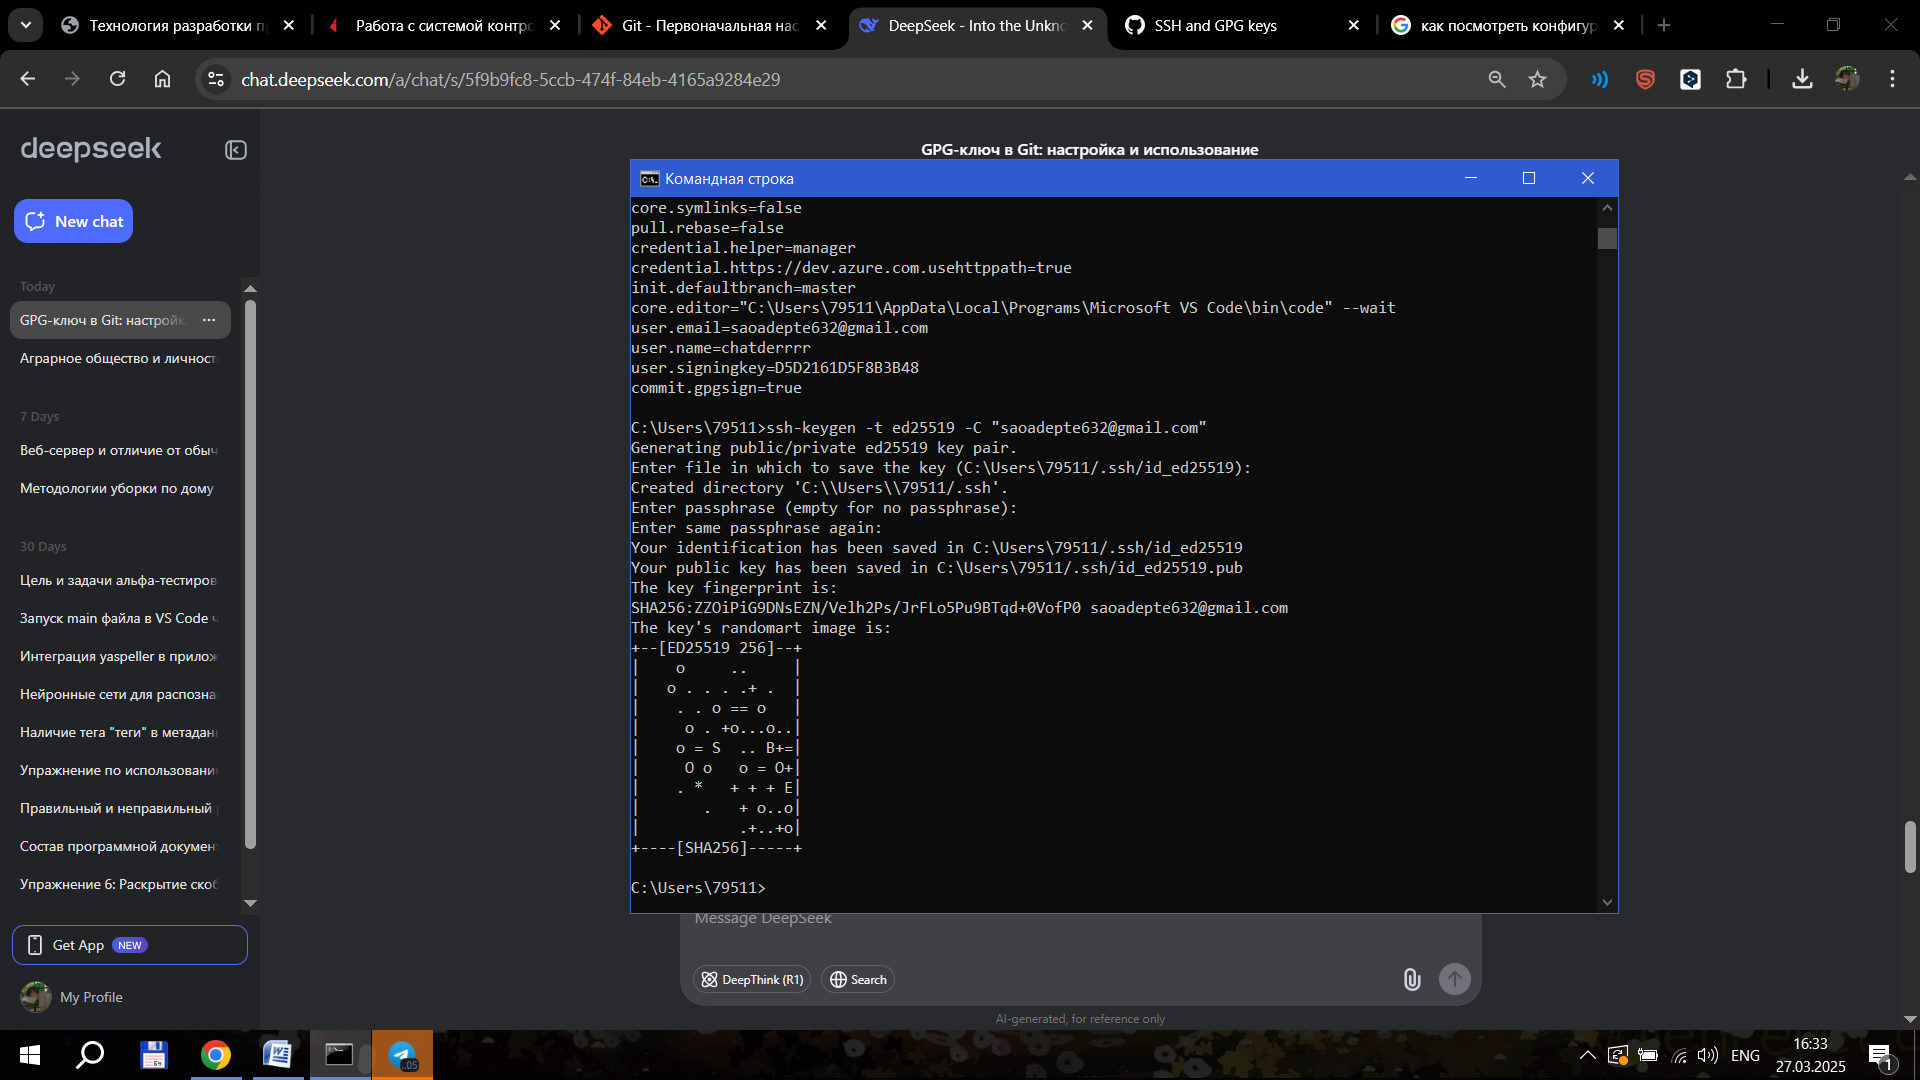 Технология разработки п
Работа с системой контро
Git - Первоначальная нас
DeepSeek - Into the Unkno
SSH and GPG keys
как посмотреть конфигур
chat.deepseek.com/a/chat/s/5f9b9fc8-5ccb-474f-84eb-4165a9284e29
deepseek
New chat
Today
GPG-ключ в Git: настройк
Аграрное общество и личност
7 Days
Веб-сервер и отличие от обыч
Методологии уборки по дому
30 Days
Цель и задачи альфа-тестиров
Запуск main файла в VS Code ч
Интеграция yaspeller в прилож
Нейронные сети для распозна
Наличие тега "теги" в метадан
Упражнение по использовани
Правильный и неправильный
Состав программной докумен
Упражнение 6: Раскрытие скоб
Get App NEW
My Profile
GPG-ключ в Git: настройка и использование
Командная строка
core.symlinks=false
pull.rebase=false
credential.helper=manager
credential.https://dev.azure.com.usehttppath=true
init.defaultbranch=master
core.editor="C:\Users\79511\AppData\Local\Programs\Microsoft VS Code\bin\code" --wait
user.email=saoadepte632@gmail.com
user.name=chatderrrr
user.signingkey=D5D2161D5F8B3B48
commit.gpgsign=true
C:\Users\79511>ssh-keygen -t ed25519 -C "saoadepte632@gmail.com"
Generating public/private ed25519 key pair.
Enter file in which to save the key (C:\Users\79511/.ssh/id_ed25519):
Created directory 'C:\\Users\\79511/.ssh'.
Enter passphrase (empty for no passphrase):
Enter same passphrase again:
Your identification has been saved in C:\Users\79511/.ssh/id_ed25519
Your public key has been saved in C:\Users\79511/.ssh/id_ed25519.pub
The key fingerprint is:
SHA256:ZZOiPiG9DNsEZN/Velh2Ps/JrFLo5Pu9BTqd+0VofP0 saoadepte632@gmail.com
The key's randomart image is:
+--[ED25519 256]--+
|    o     ..     |
|   o . . . .+ .  |
|    . . o == o   |
|     o . +o...o..|
|    o = S  .. B+=|
|     O o   o = O+|
|    . *   + + + E|
|       .   + o..o|
|           .+..+o|
+----[SHA256]-----+
C:\Users\79511>
Message DeepSeek
DeepThink (R1)
Search
AI-generated, for reference only
ENG
16:33
27.03.2025
1